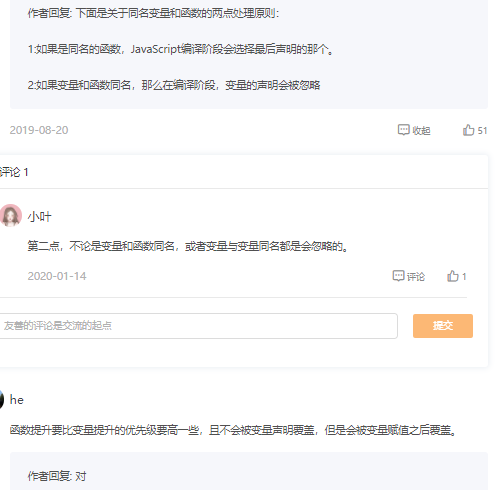 作者回复: 下面是关于同名变量和函数的两点处理原则：
1:如果是同名的函数，JavaScript编译阶段会选择最后声明的那个。
2:如果变量和函数同名，那么在编译阶段，变量的声明会被忽略
2019-08-20 收起 51
评论 1
小叶
第二点，不论是变量和函数同名，或者变量与变量同名都是会忽略的。
2020-01-14 评论 1
友善的评论是交流的起点 提交
he
函数提升要比变量提升的优先级要高一些，且不会被变量声明覆盖，但是会被变量赋值之后覆盖。
作者回复: 对